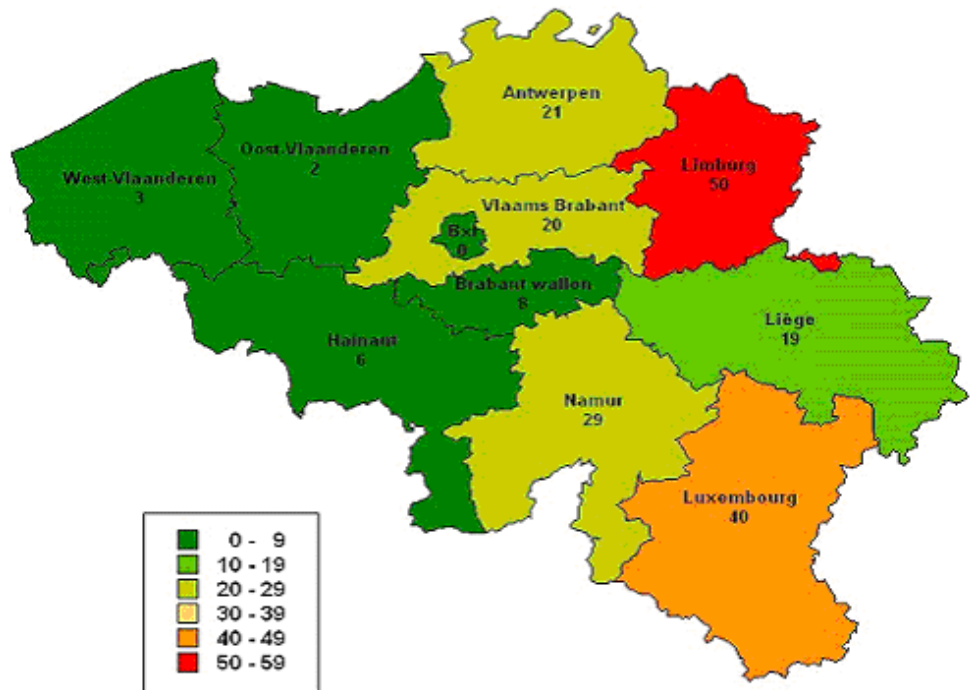 Antwerpen
21
Oost-Vlaanderen
2
Limburg
50
West-Vlaanderen
3
Vlaams Brabant
20
Bxl
0
Brabant wallon
8
Liège
19
Hainaut
6
Namur
29
Luxembourg
40
0 - 9
10 - 19
20 - 29
30 - 39
40 - 49
50 - 59